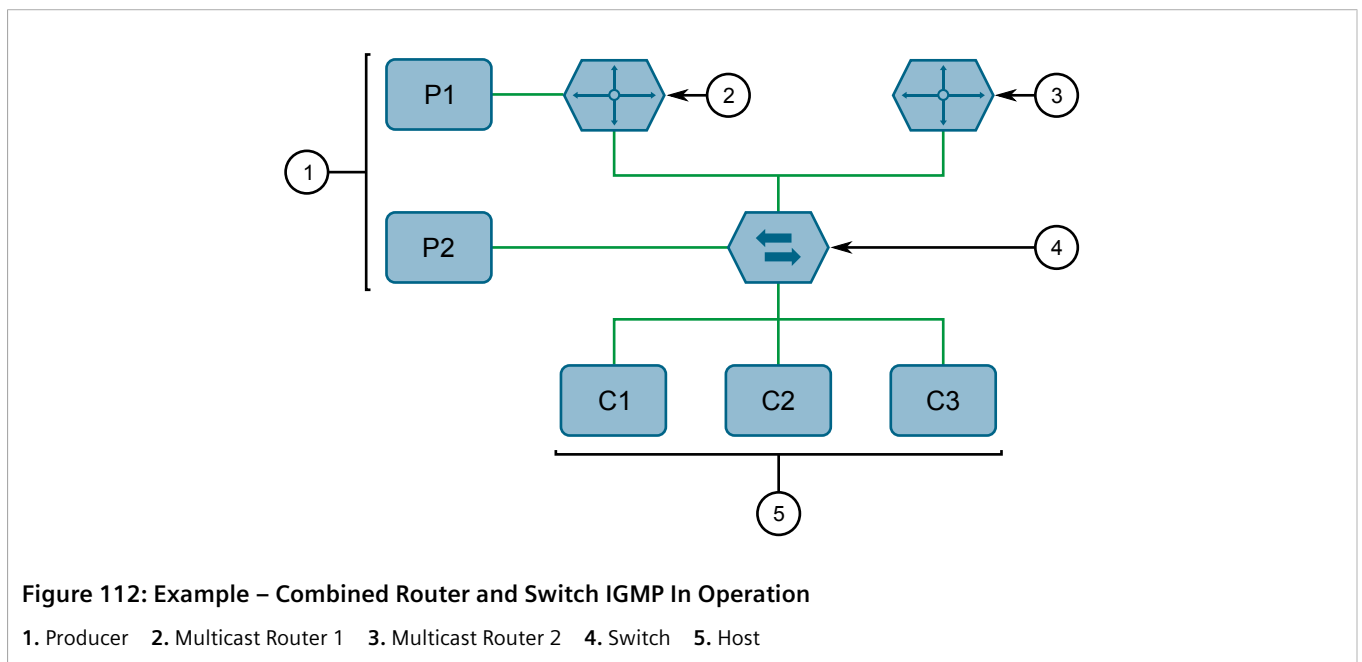 P1
2
3
1
P2
4
C1
C2
C3
5
Figure 112: Example – Combined Router and Switch IGMP In Operation
1. Producer 2. Multicast Router 1 3. Multicast Router 2 4. Switch 5. Host